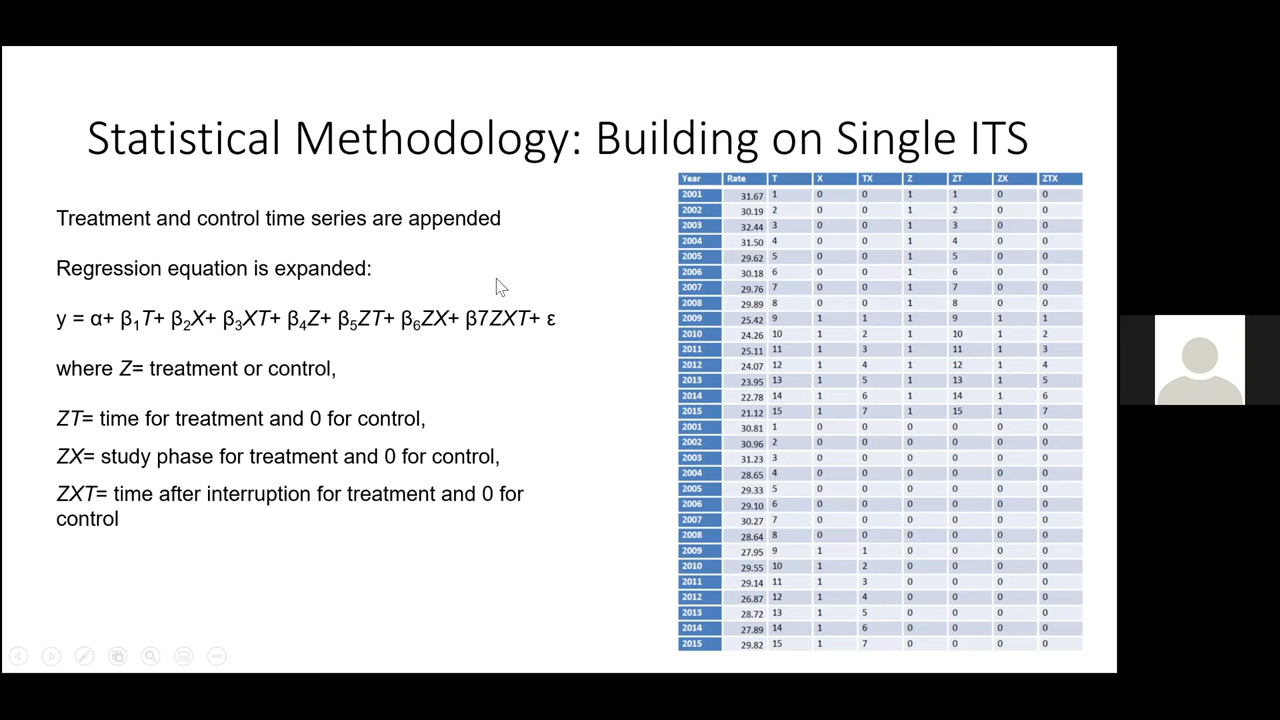 Statistical Methodology: Building on Single ITS
Treatment and control time series are appended
Regression equation is expanded:
y = α+ β₁T+ β₂X+ β₃XT+ β₄Z+ β₅ZT+ β₆ZX+ β7ZXT+ ε
where Z= treatment or control,
ZT= time for treatment and 0 for control,
ZX= study phase for treatment and 0 for control,
ZXT= time after interruption for treatment and 0 for
control
Year Rate T X TX Z ZT ZX ZTX
2001 31.67 1 0 0 1 1 0 0
2002 30.19 2 0 0 1 2 0 0
2003 32.44 3 0 0 1 3 0 0
2004 31.50 4 0 0 1 4 0 0
2005 29.62 5 0 0 1 5 0 0
2006 30.18 6 0 0 1 6 0 0
2007 29.76 7 0 0 1 7 0 0
2008 29.89 8 0 0 1 8 0 0
2009 25.42 9 1 1 1 9 1 1
2010 24.26 10 1 2 1 10 1 2
2011 25.11 11 1 3 1 11 1 3
2012 24.07 12 1 4 1 12 1 4
2013 23.95 13 1 5 1 13 1 5
2014 22.78 14 1 6 1 14 1 6
2015 21.12 15 1 7 1 15 1 7
2001 30.81 1 0 0 0 0 0 0
2002 30.96 2 0 0 0 0 0 0
2003 31.23 3 0 0 0 0 0 0
2004 28.65 4 0 0 0 0 0 0
2005 29.33 5 0 0 0 0 0 0
2006 29.10 6 0 0 0 0 0 0
2007 30.27 7 0 0 0 0 0 0
2008 28.64 8 0 0 0 0 0 0
2009 27.95 9 1 1 0 0 0 0
2010 29.55 10 1 2 0 0 0 0
2011 29.14 11 1 3 0 0 0 0
2012 26.87 12 1 4 0 0 0 0
2013 28.72 13 1 5 0 0 0 0
2014 27.89 14 1 6 0 0 0 0
2015 29.82 15 1 7 0 0 0 0